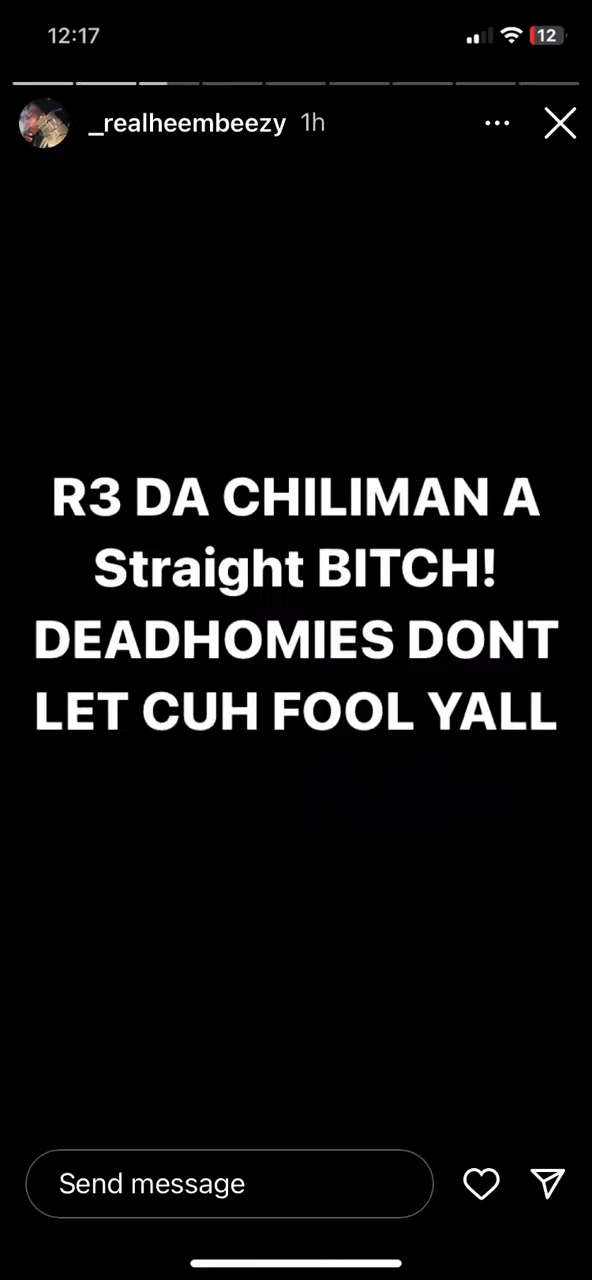 12:17
12
_realheembeezy 1h
R3 DA CHILIMAN A
Straight BITCH!
DEADHOMIES DONT
LET CUH FOOL YALL
Send message